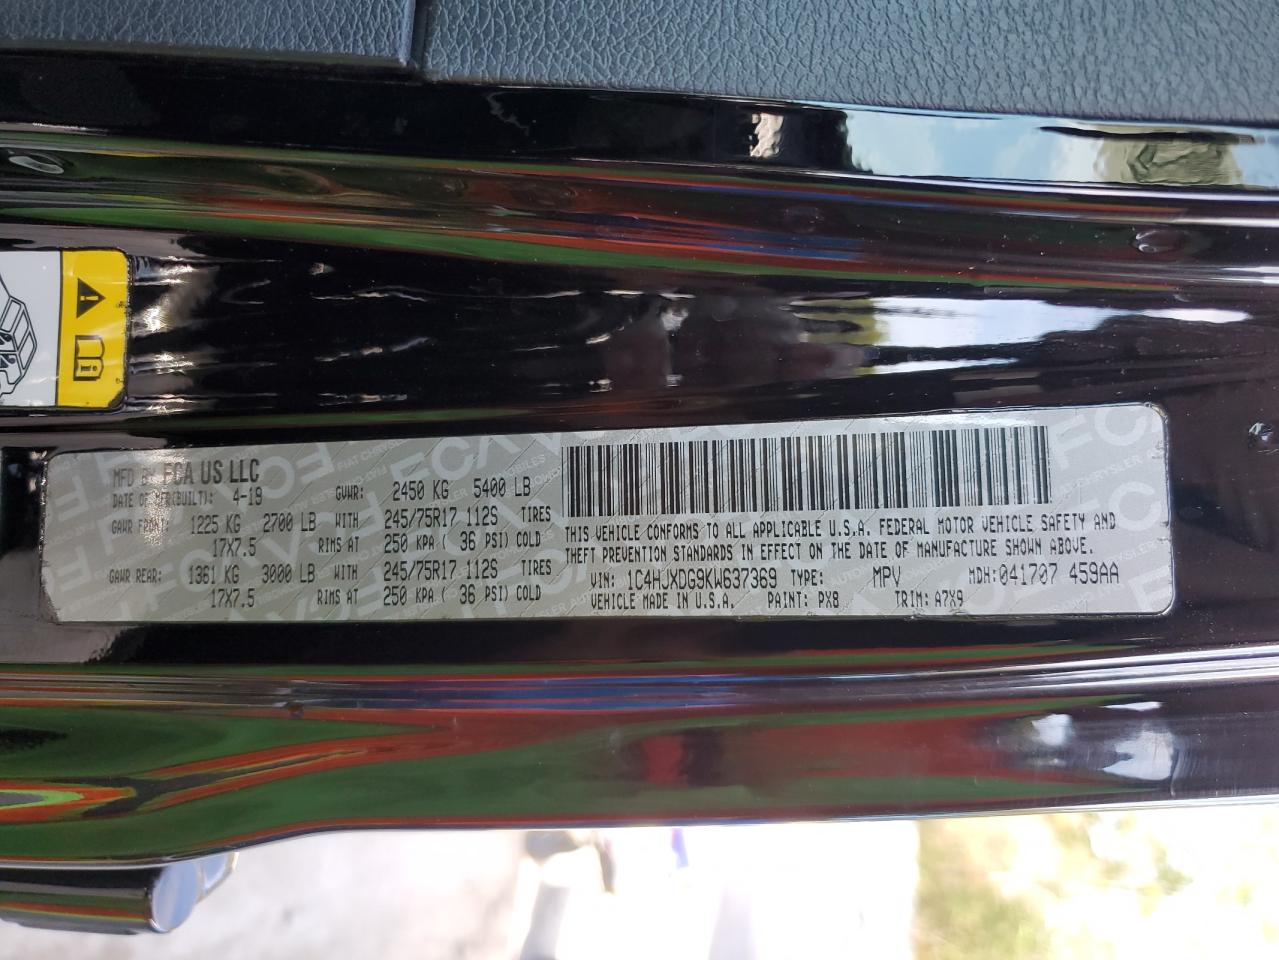 MFD BY FCA US LLC
DATE OF MFR(BUILT): 4-19 GVWR: 2450 KG 5400 LB
GAWR FRONT: 1225 KG 2700 LB WITH 245/75R17 112S TIRES
17X7.5 RIMS AT 250 KPA ( 36 PSI) COLD
GAWR REAR: 1361 KG 3000 LB WITH 245/75R17 112S TIRES
17X7.5 RIMS AT 250 KPA ( 36 PSI) COLD
THIS VEHICLE CONFORMS TO ALL APPLICABLE U.S.A. FEDERAL MOTOR VEHICLE SAFETY AND
THEFT PREVENTION STANDARDS IN EFFECT ON THE DATE OF MANUFACTURE SHOWN ABOVE.
VIN: 1C4HJXDG9KW637369 TYPE: MPV MDH: 041707 459AA
VEHICLE MADE IN U.S.A. PAINT: PX8 TRIM: A7X9